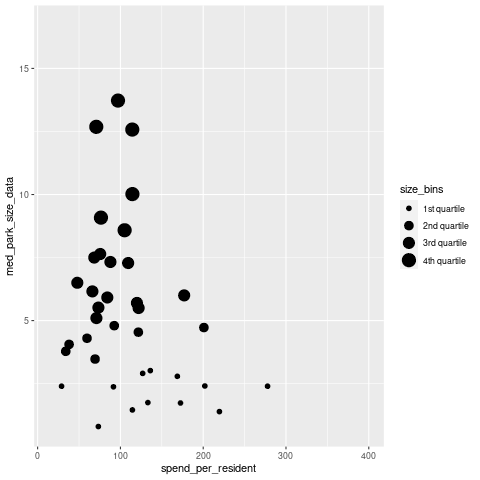 15
10
5
0
100
200
300
400
med_park_size_data
spend_per_resident
size_bins
1st quartile
2nd quartile
3rd quartile
4th quartile